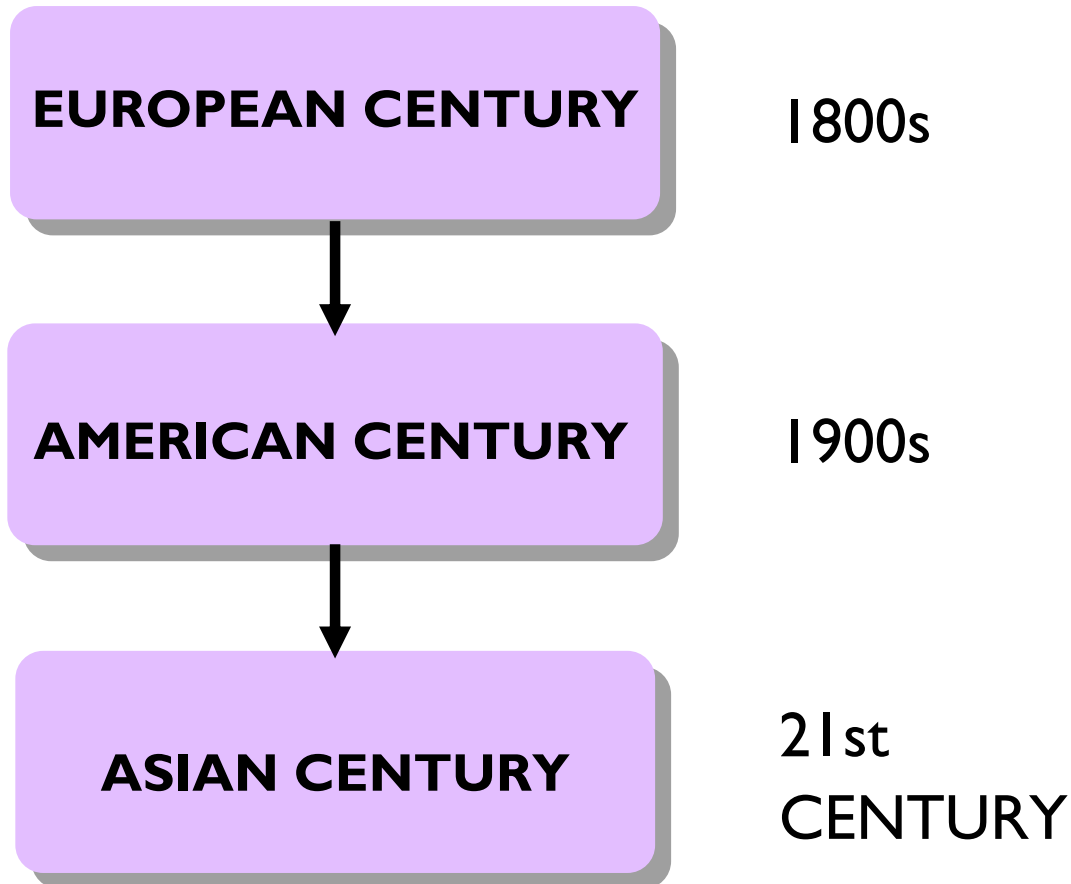 EUROPEAN CENTURY
1800s
AMERICAN CENTURY
1900s
ASIAN CENTURY
21st
CENTURY